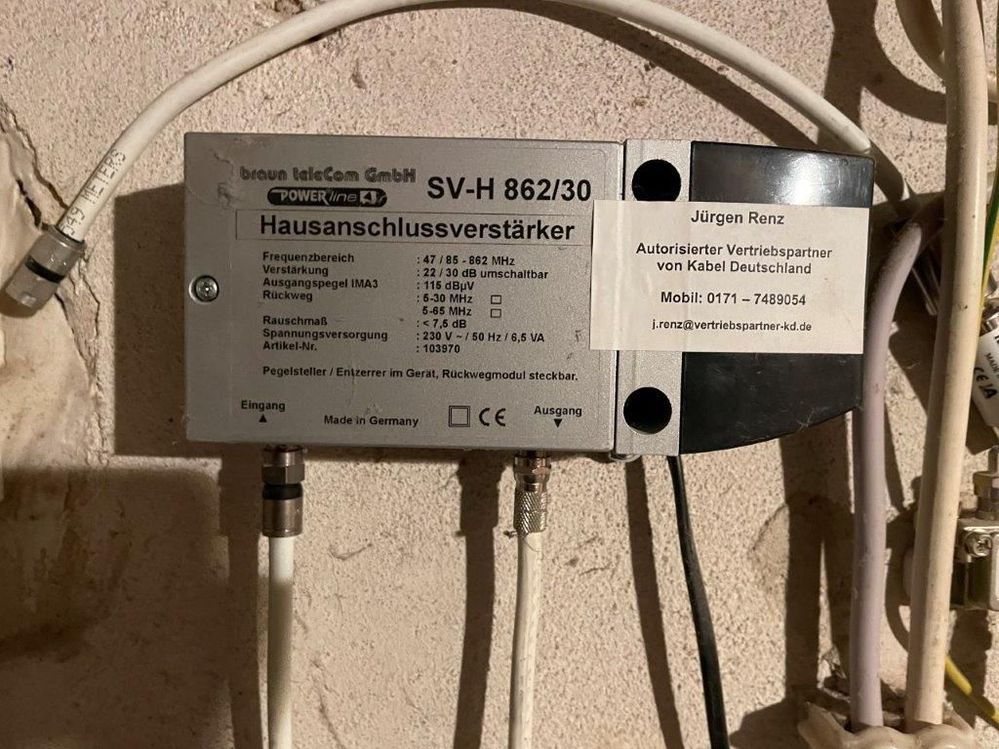 59 METERS
braun teleCom GmbH
POWERline
SV-H 862/30
Hausanschlussverstärker
Frequenzbereich : 47 / 85 - 862 MHz
Verstärkung : 22 / 30 dB umschaltbar
Ausgangspegel IMA3 : 115 dBµV
Rückweg : 5-30 MHz
5-65 MHz
Rauschmaß : < 7,5 dB
Spannungsversorgung : 230 V ~ / 50 Hz / 6,5 VA
Artikel-Nr. : 103970
Pegelsteller / Entzerrer im Gerät, Rückwegmodul steckbar.
Eingang
Made in Germany
CE
Ausgang
Jürgen Renz
Autorisierter Vertriebspartner
von Kabel Deutschland
Mobil: 0171 – 7489054
j.renz@vertriebspartner-kd.de